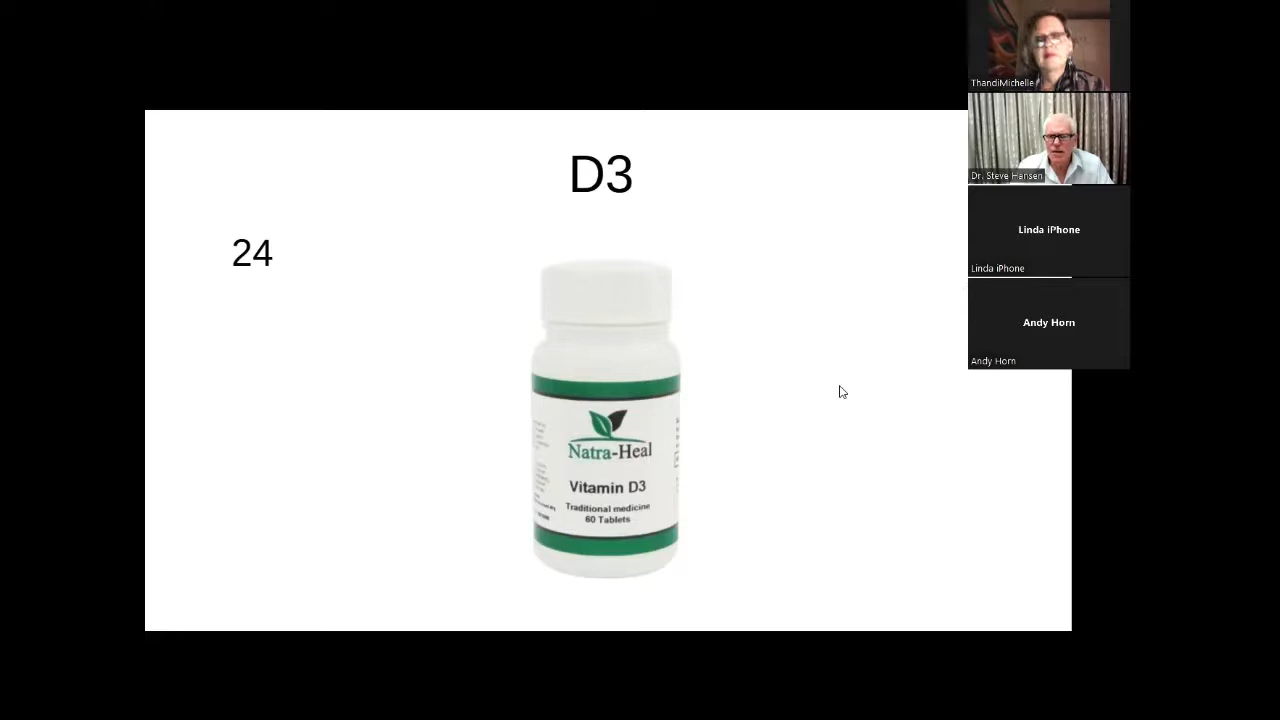 D3
24
Natra-Heal
Vitamin D3
Traditional medicine
60 Tablets
ThandiMichelle
Dr. Steve Hansen
Linda iPhone
Linda iPhone
Andy Horn
Andy Horn